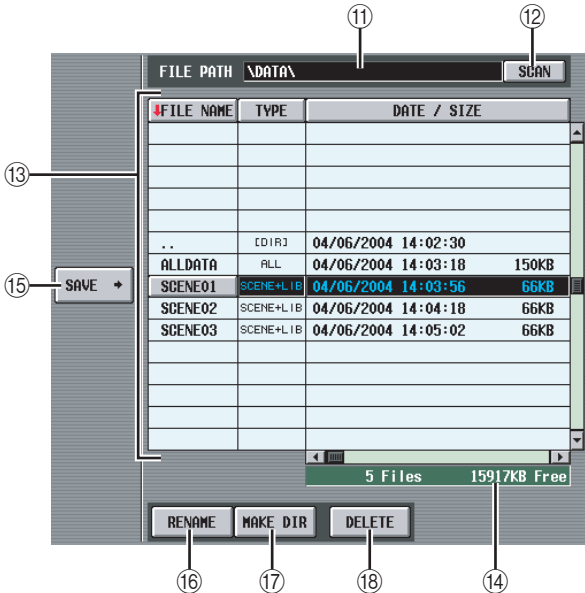 ⑪ ⑫
FILE PATH \DATA\ SCAN
FILE NAME TYPE DATE / SIZE
⑬
.. [DIR] 04/06/2004 14:02:30
ALLDATA ALL 04/06/2004 14:03:18 150KB
⑮ SAVE SCENE01 SCENE+LIB 04/06/2004 14:03:56 66KB
SCENE02 SCENE+LIB 04/06/2004 14:04:18 66KB
SCENE03 SCENE+LIB 04/06/2004 14:05:02 66KB
5 Files 15917KB Free
RENAME MAKE DIR DELETE
⑯ ⑰ ⑱ ⑭